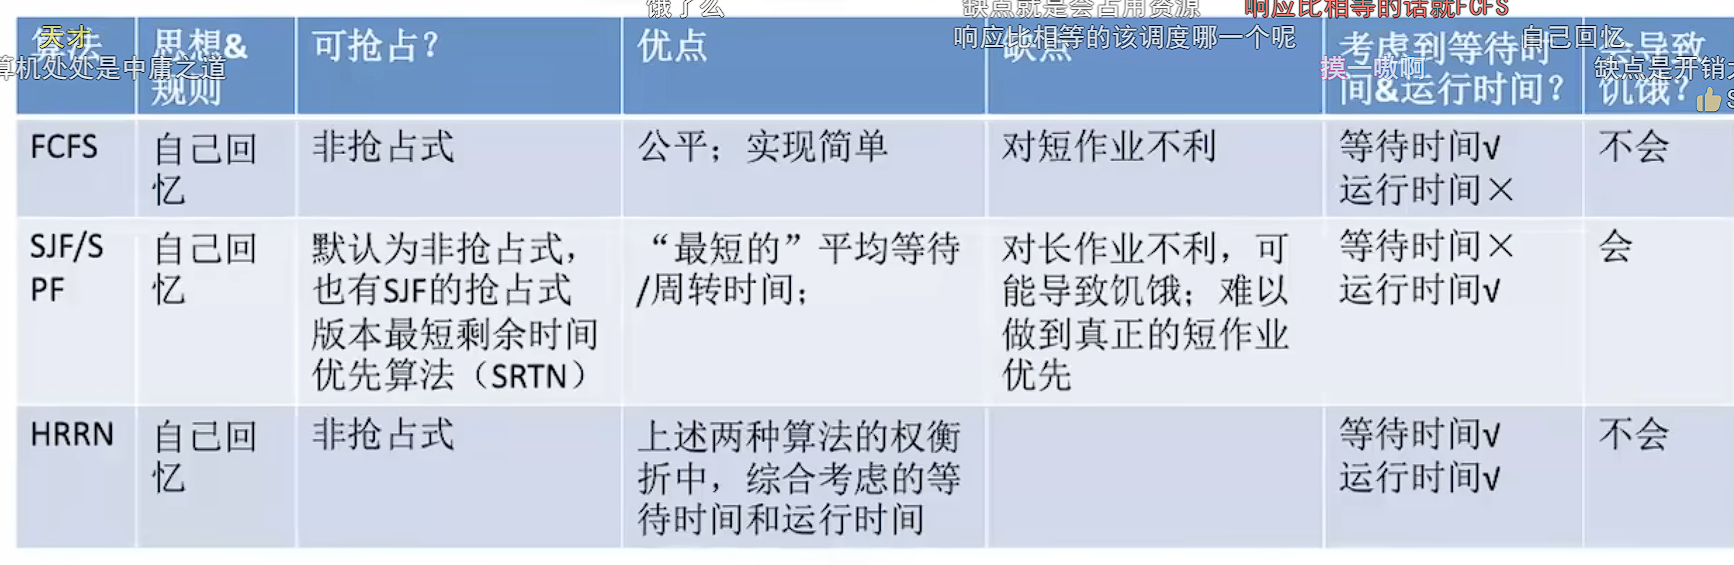 饿了么
缺点就是会占用资源
响应比相等的话就FCFS
天才
响应比相等的该调度哪一个呢
自己回忆
算机处处是中庸之道
摸一嗷啊
缺点是开销大
算法
思想&
规则
可抢占？
优点
缺点
考虑到等待时
间&运行时间？
会导致
饥饿？
FCFS
自己回
忆
非抢占式
公平；实现简单
对短作业不利
等待时间√
运行时间×
不会
SJF/S
PF
自己回
忆
默认为非抢占式，
也有SJF的抢占式
版本最短剩余时间
优先算法（SRTN）
“最短的”平均等待
/周转时间；
对长作业不利，可
能导致饥饿；难以
做到真正的短作业
优先
等待时间×
运行时间√
会
HRRN
自己回
忆
非抢占式
上述两种算法的权衡
折中，综合考虑的等
待时间和运行时间
等待时间√
运行时间√
不会